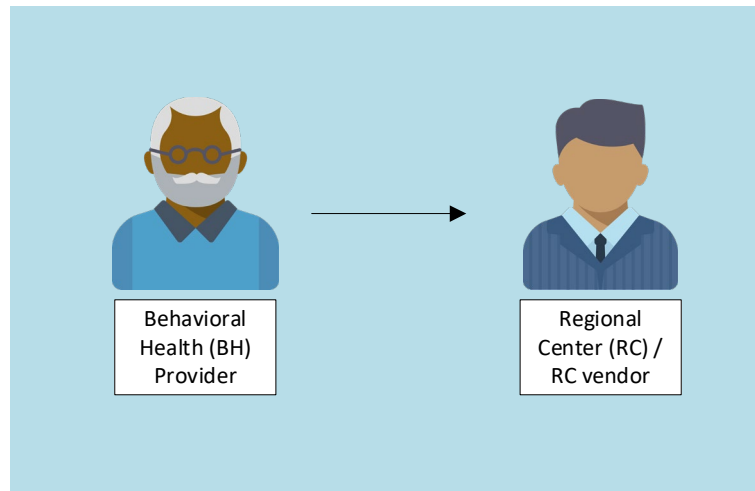 Behavioral
Health (BH)
Provider
Regional
Center (RC) /
RC vendor